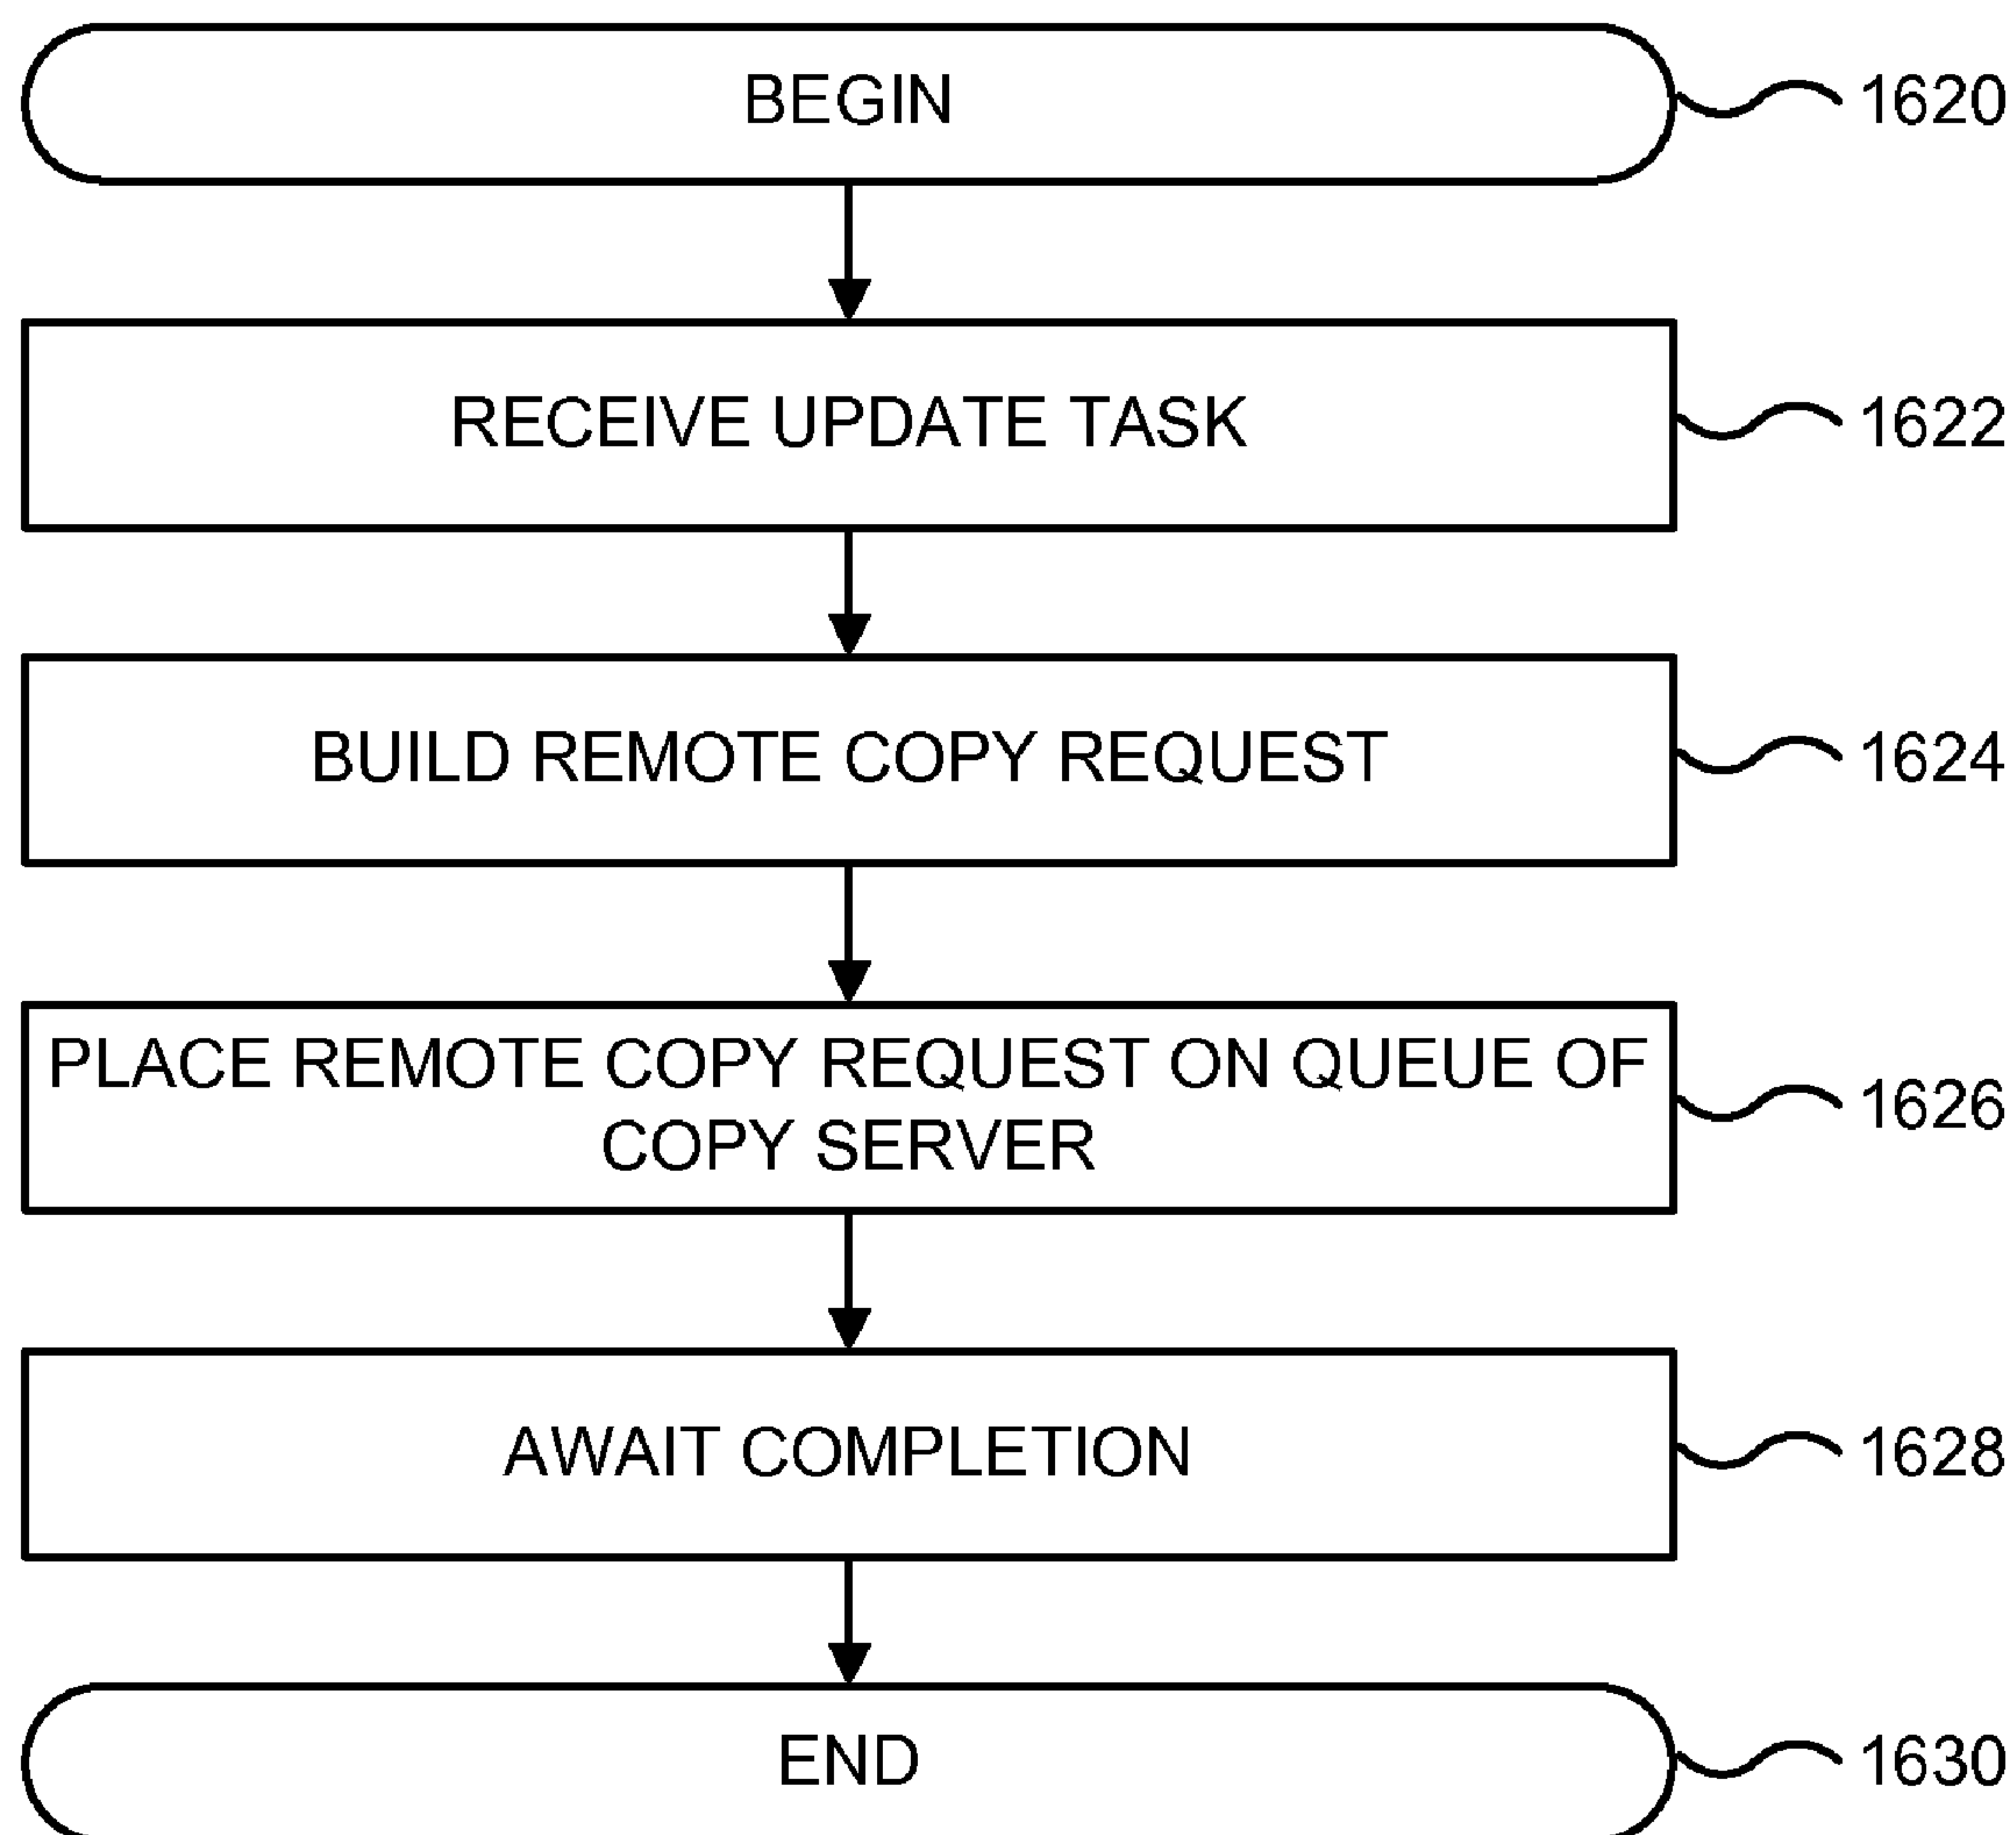 BEGIN
1620
RECEIVE UPDATE TASK
1622
BUILD REMOTE COPY REQUEST
1624
PLACE REMOTE COPY REQUEST ON QUEUE OF
COPY SERVER
1626
AWAIT COMPLETION
1628
END
1630